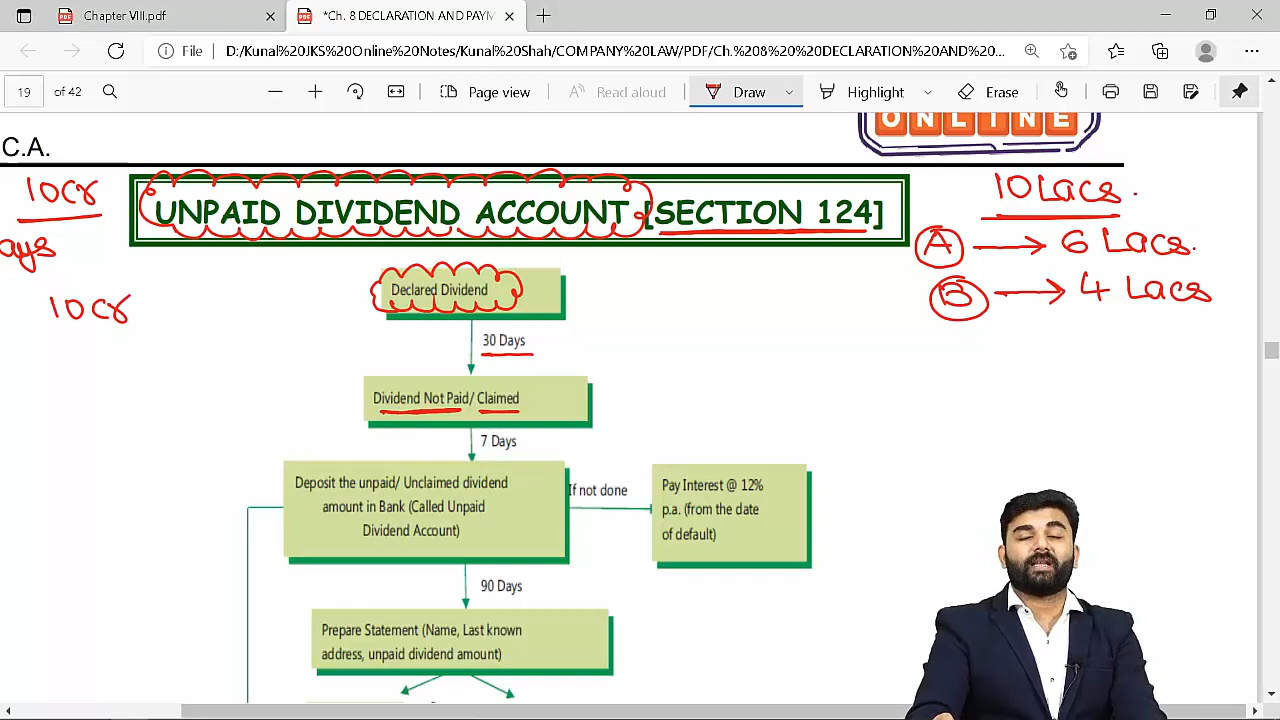 Chapter VIII.pdf
*Ch. 8 DECLARATION AND PAYM
File
D:/Kunal%20JKS%20Online%20Notes/Kunal%20Shah/COMPANY%20LAW/PDF/Ch.%208%20%20DECLARATION%20AND%20...
19 of 42
Page view
Read aloud
Draw
Highlight
Erase
ONLINE
C.A.
10cr
UNPAID DIVIDEND ACCOUNT [SECTION 124]
10 Lacs.
ays
A → 6 Lacs.
10cr
B → 4 Lacs
Declared Dividend
30 Days
Dividend Not Paid/ Claimed
7 Days
Deposit the unpaid/ Unclaimed dividend
amount in Bank (Called Unpaid
Dividend Account)
If not done
Pay Interest @ 12%
p.a. (from the date
of default)
90 Days
Prepare Statement (Name, Last known
address, unpaid dividend amount)